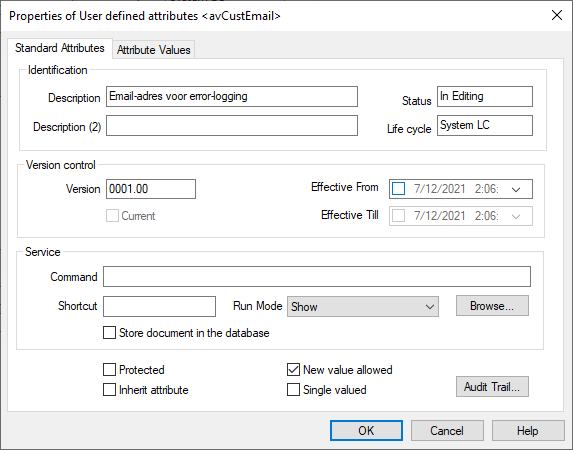 Properties of User defined attributes <avCustEmail>
Standard Attributes Attribute Values
Identification
Description Email-adres voor error-logging Status In Editing
Description (2) Life cycle System LC
Version control
Version 0001.00 Effective From 7/12/2021 2:06:
Current Effective Till 7/12/2021 2:06:
Service
Command
Shortcut Run Mode Show Browse...
Store document in the database
Protected New value allowed
Inherit attribute Single valued Audit Trail...
OK Cancel Help